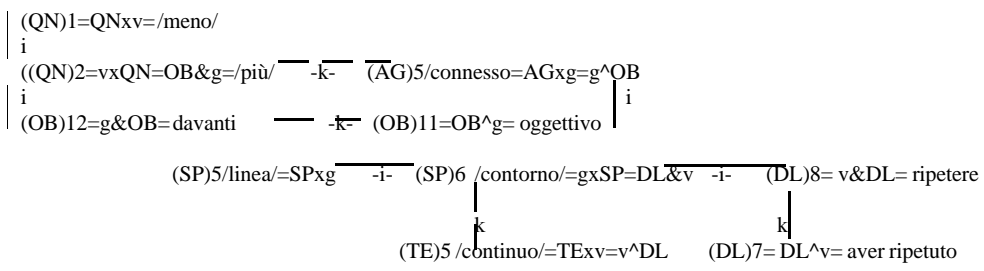 (QN)1=QNxv=/meno/
i
((QN)2=vxQN=OB&g=/più/ -k- (AG)5/connesso=AGxg=g^OB
i i
(OB)12=g&OB=davanti -k- (OB)11=OB^g= oggettivo
(SP)5/linea/=SPxg -i- (SP)6 /contorno/=gxSP=DL&v -i- (DL)8= v&DL= ripetere
k k
(TE)5 /continuo/=TExv=v^DL (DL)7= DL^v= aver ripetuto